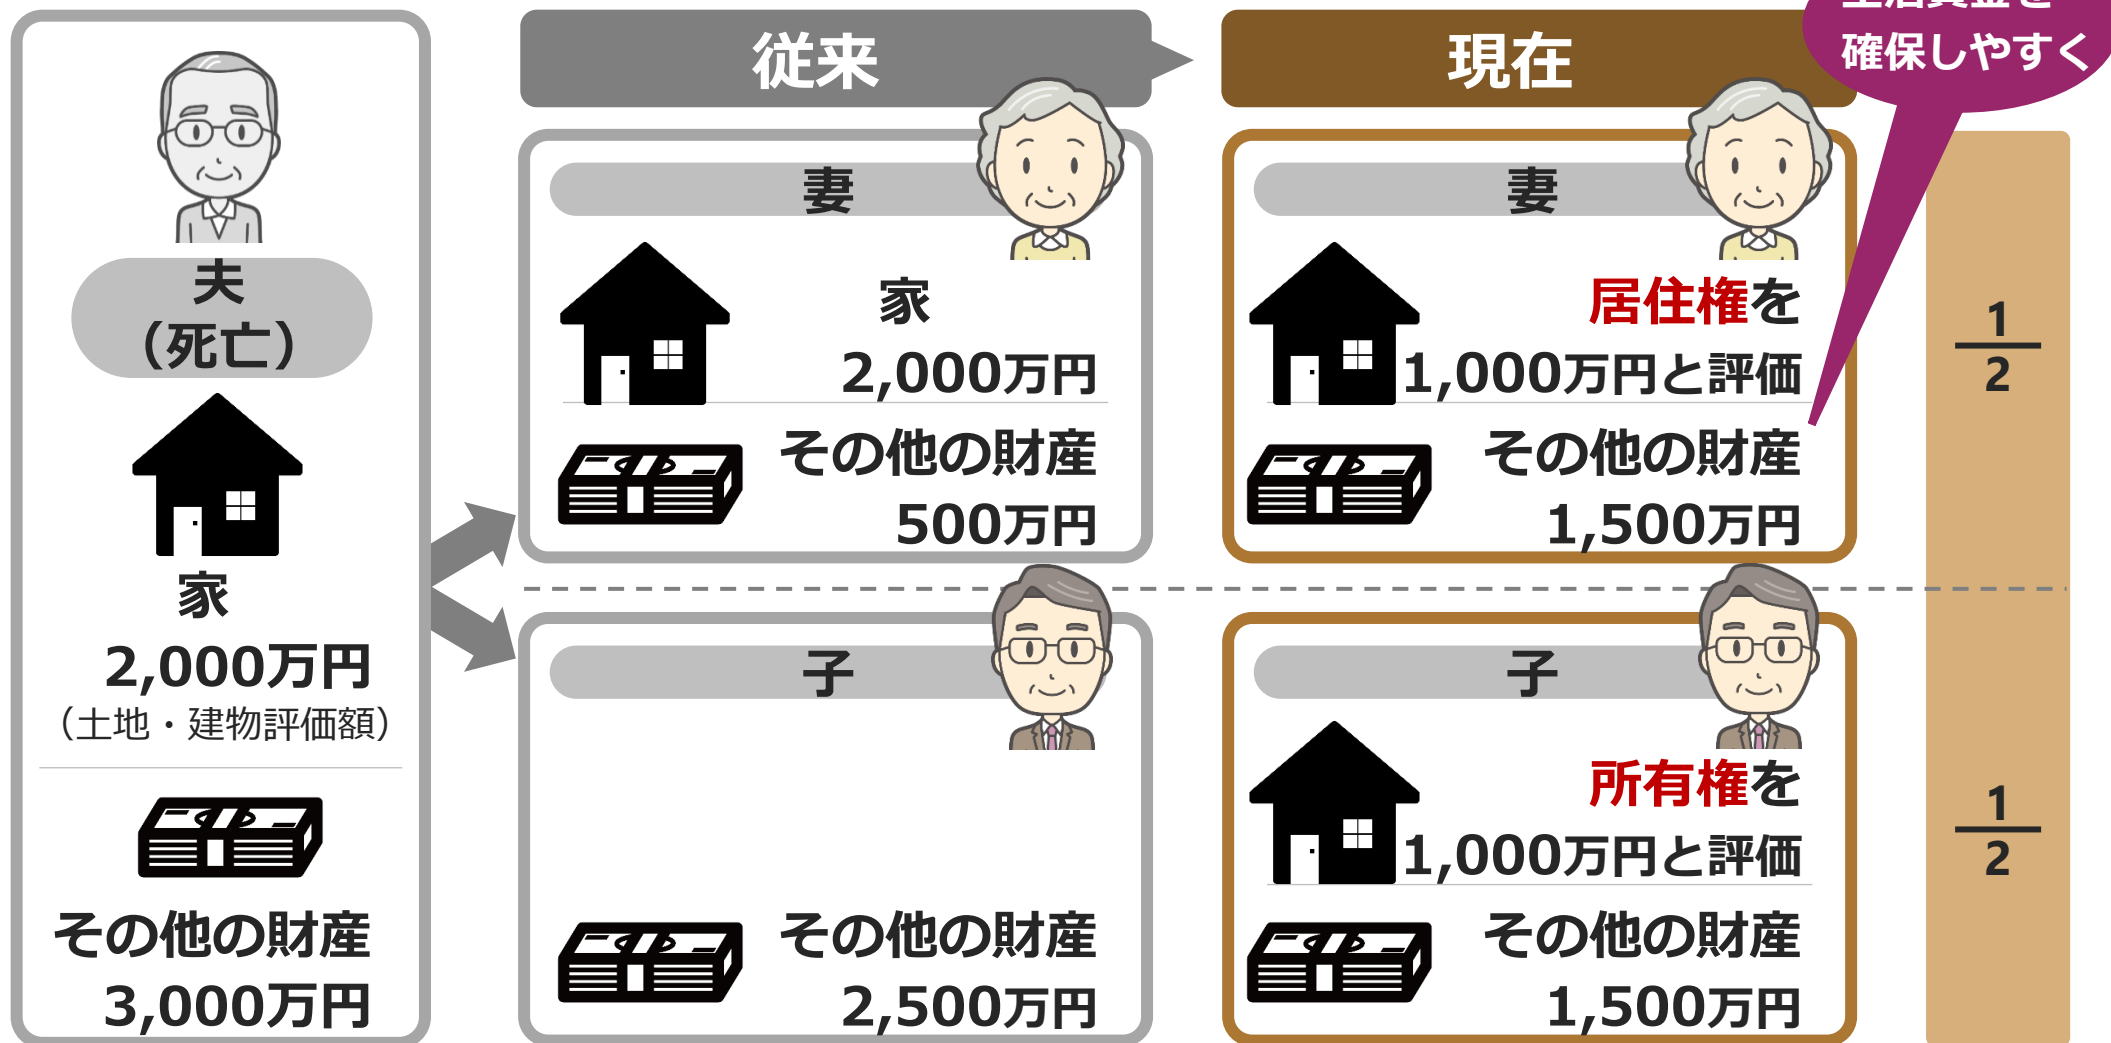 夫
（死亡）
家
2,000万円
（土地・建物評価額）
その他の財産
3,000万円
従来
妻
家
2,000万円
その他の財産
500万円
子
その他の財産
2,500万円
現在
確保しやすく
妻
居住権を
1,000万円と評価
その他の財産
1,500万円
子
所有権を
1,000万円と評価
その他の財産
1,500万円
1
2
1
2